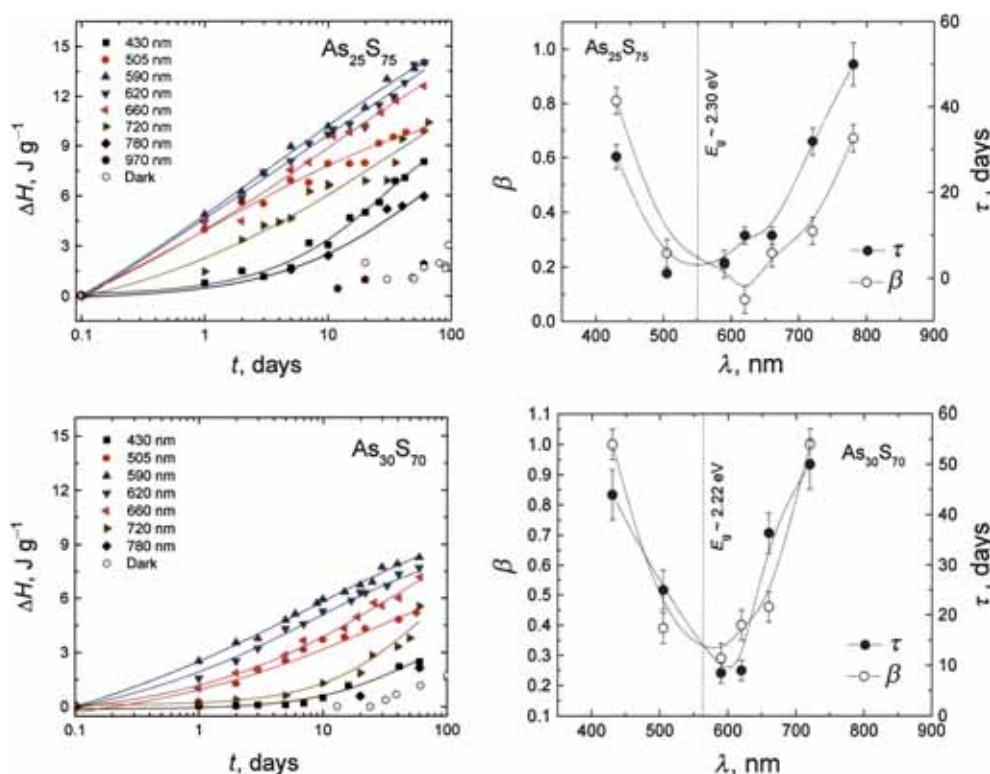 As₂₅S₇₅
430 nm
505 nm
590 nm
620 nm
660 nm
720 nm
780 nm
970 nm
Dark
15
12
9
6
3
0
ΔH, J g⁻¹
0.1 1 10 100
t, days
As₂₅S₇₅
E_g ~ 2.30 eV
1.0
0.8
0.6
0.4
0.2
0.0
β
60
50
40
30
20
10
0
τ, days
τ
β
400 500 600 700 800 900
λ, nm
As₃₀S₇₀
430 nm
505 nm
590 nm
620 nm
660 nm
720 nm
780 nm
Dark
15
12
9
6
3
0
ΔH, J g⁻¹
0.1 1 10 100
t, days
As₃₀S₇₀
E_g ~ 2.22 eV
1.1
1.0
0.9
0.8
0.7
0.6
0.5
0.4
0.3
0.2
0.1
β
60
50
40
30
20
10
0
τ, days
τ
β
400 500 600 700 800 900
λ, nm